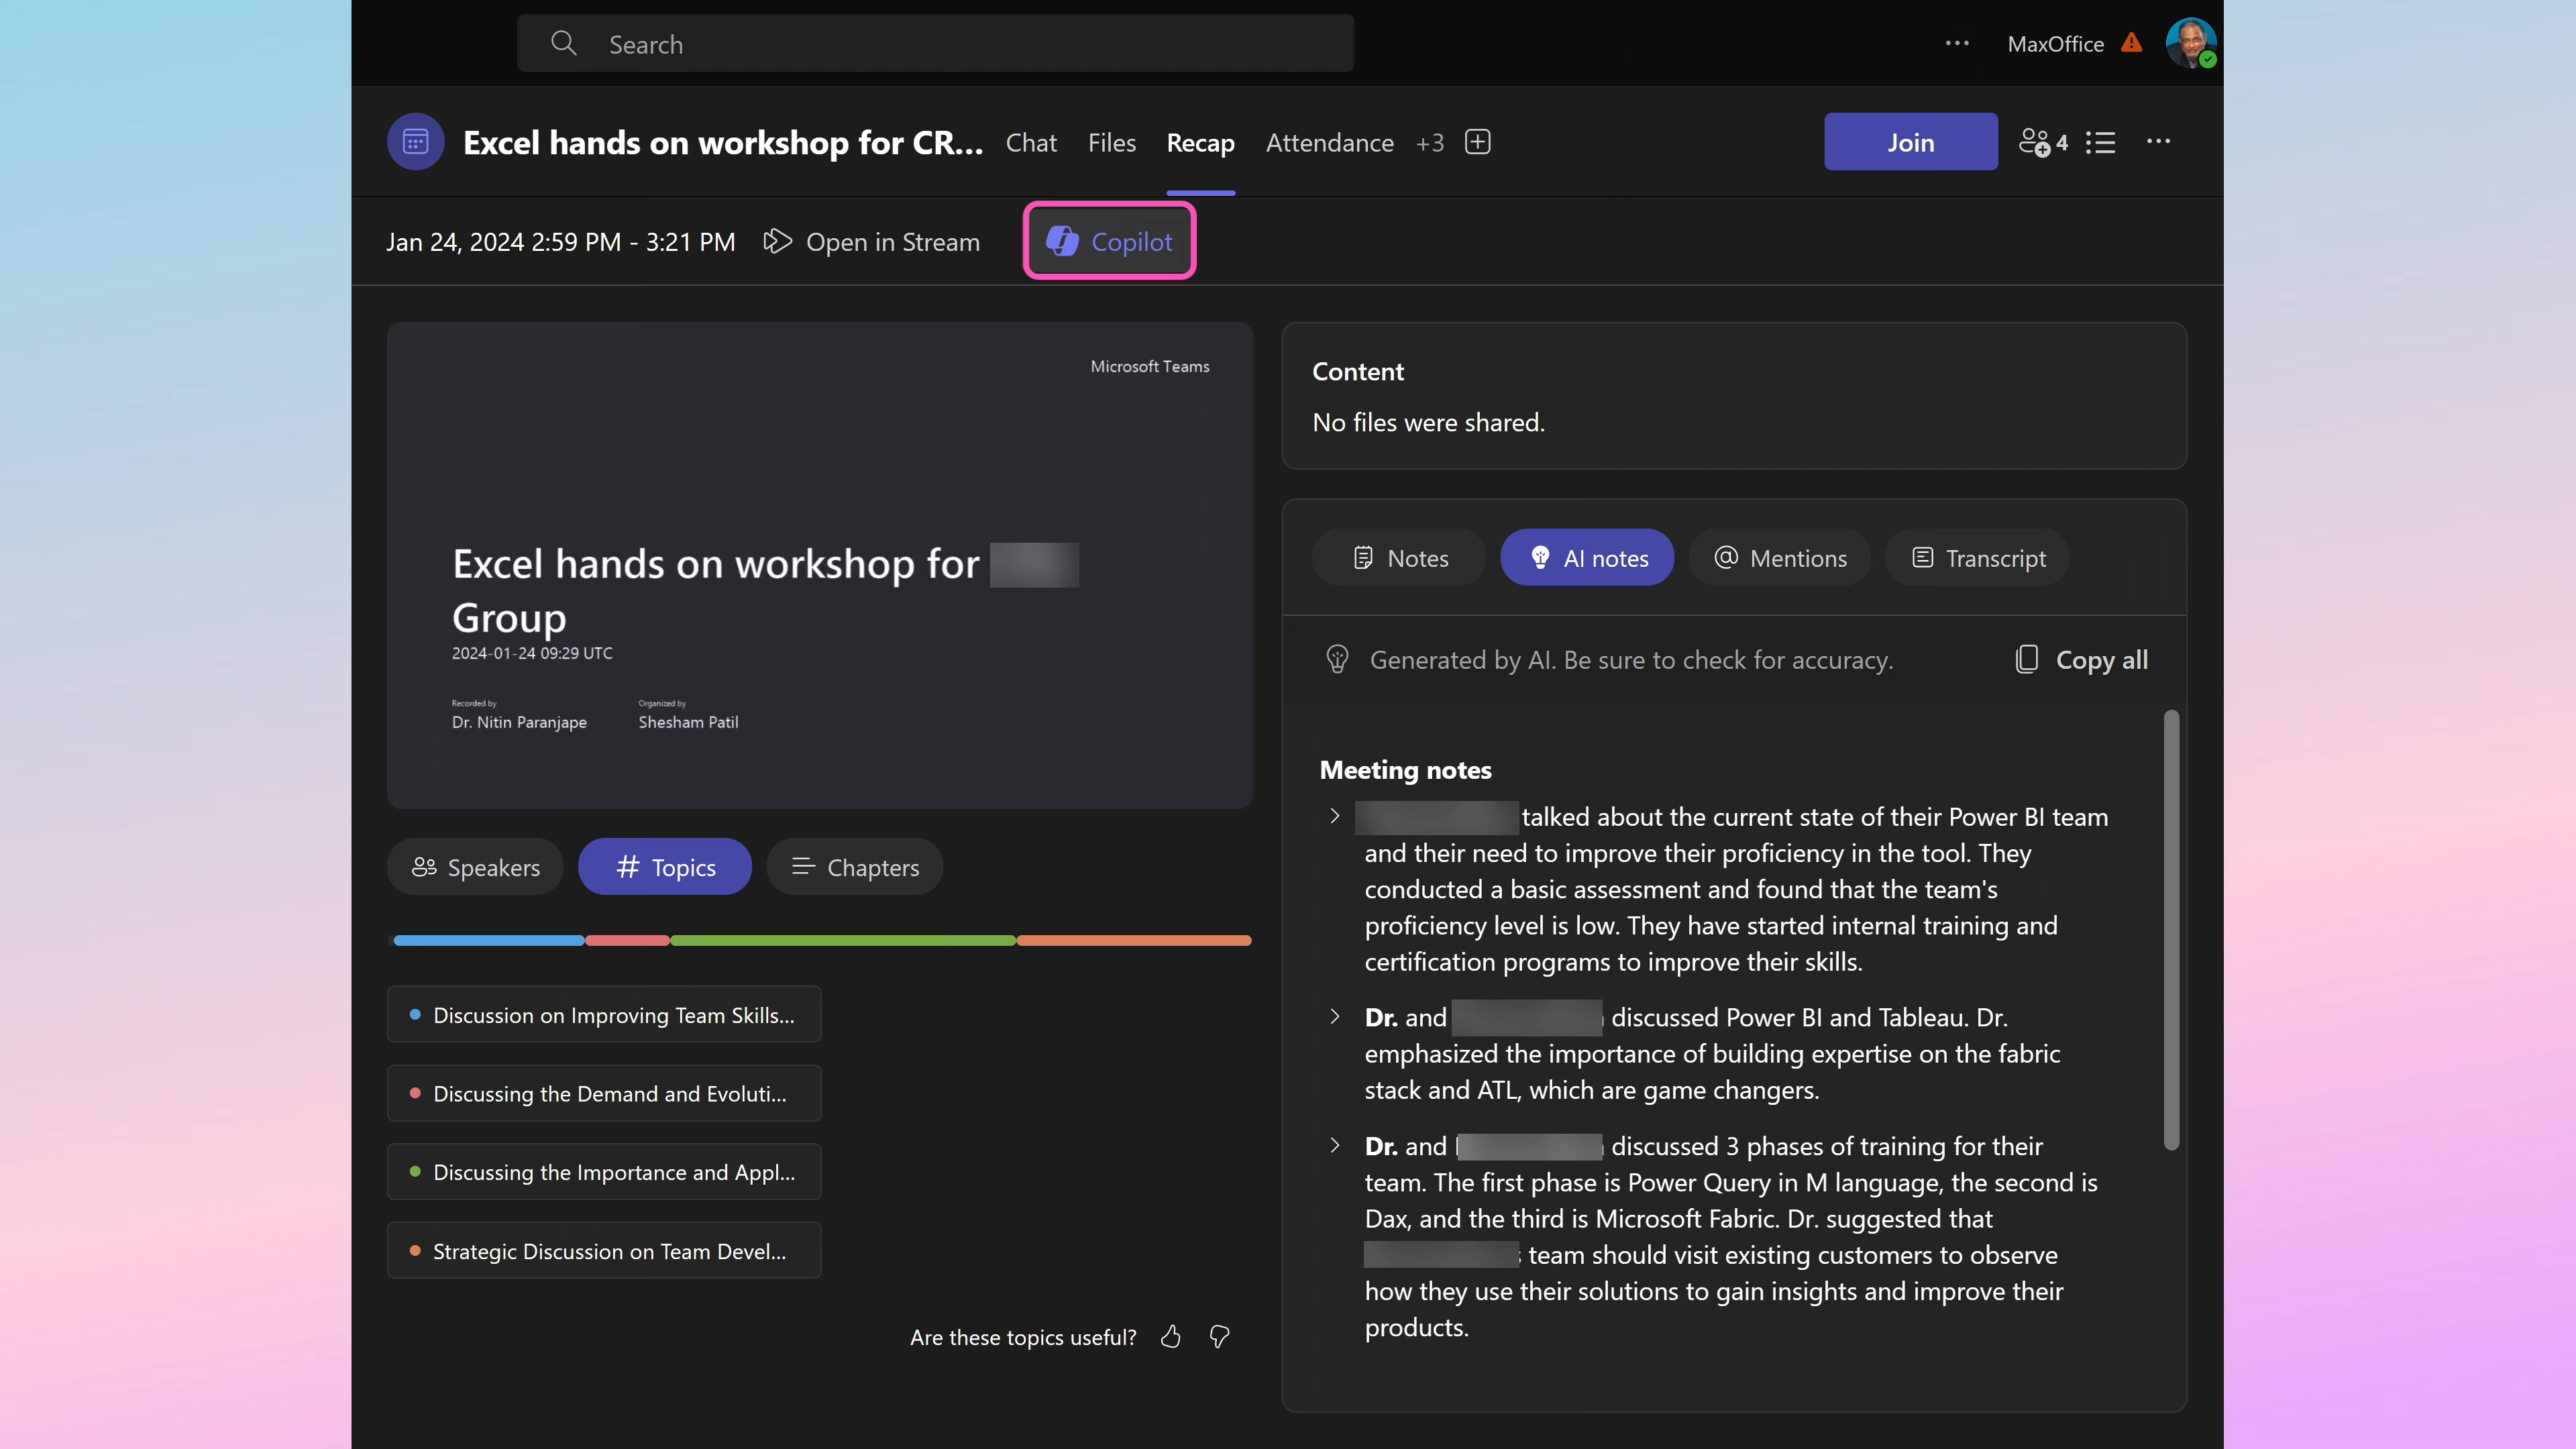 Search
MaxOffice
Excel hands on workshop for CR...
Chat
Files
Recap
Attendance
+3
Join
4
Jan 24, 2024 2:59 PM - 3:21 PM
Open in Stream
Copilot
Microsoft Teams
Excel hands on workshop for
Group
2024-01-24 09:29 UTC
Recorded by
Dr. Nitin Paranjape
Organized by
Shesham Patil
Speakers
Topics
Chapters
Discussion on Improving Team Skills...
Discussing the Demand and Evoluti...
Discussing the Importance and Appl...
Strategic Discussion on Team Devel...
Are these topics useful?
Content
No files were shared.
Notes
AI notes
Mentions
Transcript
Generated by AI. Be sure to check for accuracy.
Copy all
Meeting notes
talked about the current state of their Power BI team
and their need to improve their proficiency in the tool. They
conducted a basic assessment and found that the team's
proficiency level is low. They have started internal training and
certification programs to improve their skills.
Dr. and discussed Power BI and Tableau. Dr.
emphasized the importance of building expertise on the fabric
stack and ATL, which are game changers.
Dr. and discussed 3 phases of training for their
team. The first phase is Power Query in M language, the second is
Dax, and the third is Microsoft Fabric. Dr. suggested that
team should visit existing customers to observe
how they use their solutions to gain insights and improve their
products.